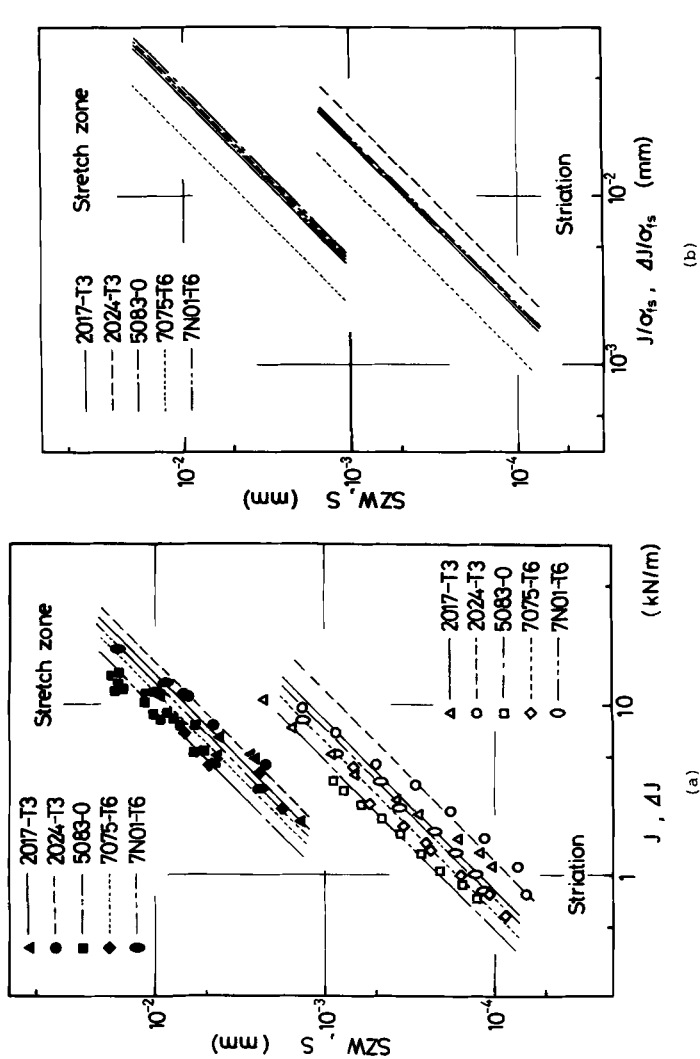 Stretch zone
2017-T3
2024-T3
5083-O
7075-T6
7N01-T6
10⁻²
10⁻³
10⁻⁴
SZW, S (mm)
2017-T3
2024-T3
5083-O
7075-T6
7N01-T6
Striation
1
10
J, ΔJ (kN/m)
(a)
Stretch zone
2017-T3
2024-T3
5083-O
7075-T6
7N01-T6
10⁻²
10⁻³
10⁻⁴
SZW, S (mm)
Striation
10⁻³
10⁻²
J/σfs, ΔJ/σfs (mm)
(b)